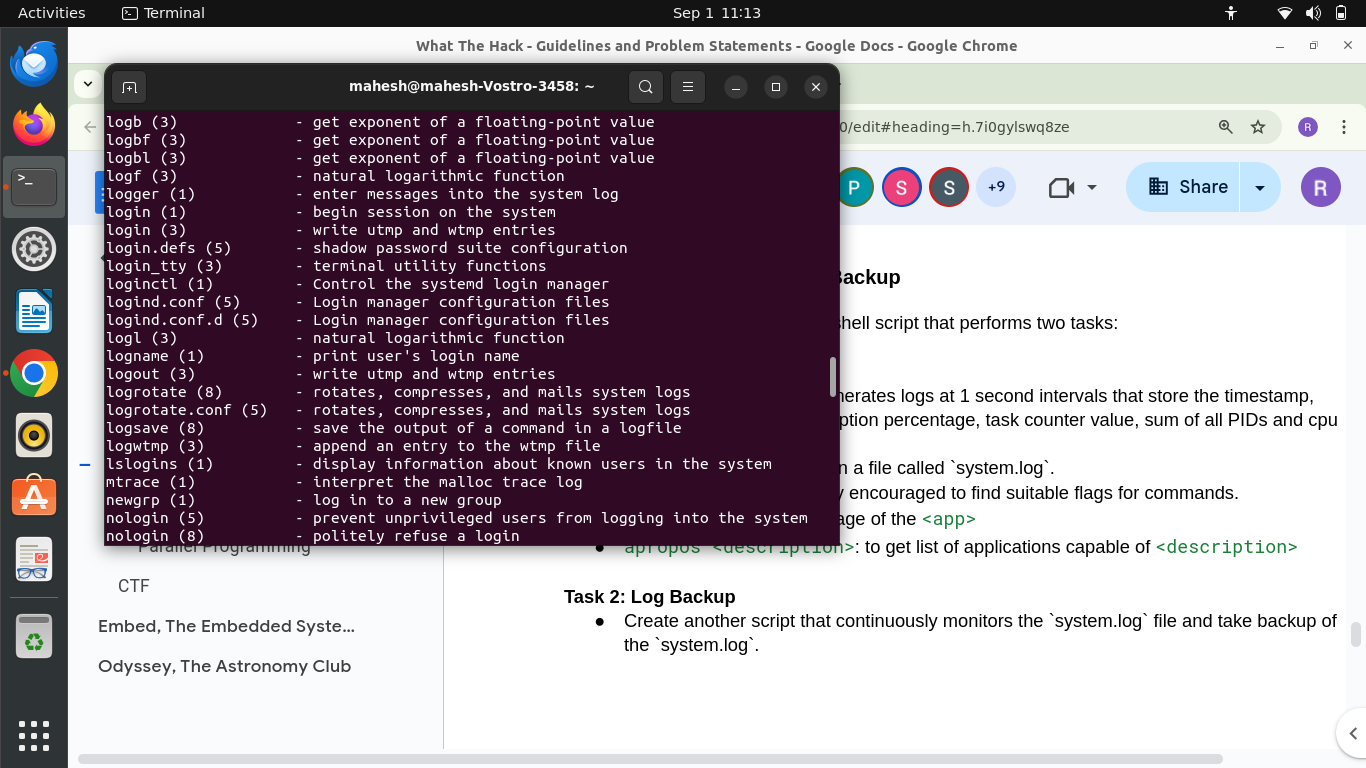 Activities
Terminal
Sep 1 11:13
What The Hack - Guidelines and Problem Statements - Google Docs - Google Chrome
mahesh@mahesh-Vostro-3458: ~
0/edit#heading=h.7i0gylswq8ze
R
P
S
S
+9
Share
R
logb (3) - get exponent of a floating-point value
logbf (3) - get exponent of a floating-point value
logbl (3) - get exponent of a floating-point value
logf (3) - natural logarithmic function
logger (1) - enter messages into the system log
login (1) - begin session on the system
login (3) - write utmp and wtmp entries
login.defs (5) - shadow password suite configuration
login_tty (3) - terminal utility functions
loginctl (1) - Control the systemd login manager
logind.conf (5) - Login manager configuration files
logind.conf.d (5) - Login manager configuration files
logl (3) - natural logarithmic function
logname (1) - print user's login name
logout (3) - write utmp and wtmp entries
logrotate (8) - rotates, compresses, and mails system logs
logrotate.conf (5) - rotates, compresses, and mails system logs
logsave (8) - save the output of a command in a logfile
logwtmp (3) - append an entry to the wtmp file
lslogins (1) - display information about known users in the system
mtrace (1) - interpret the malloc trace log
newgrp (1) - log in to a new group
nologin (5) - prevent unprivileged users from logging into the system
nologin (8) - politely refuse a login
Backup
shell script that performs two tasks:
nerates logs at 1 second intervals that store the timestamp,
ption percentage, task counter value, sum of all PIDs and cpu
n a file called `system.log`.
y encouraged to find suitable flags for commands.
age of the <app>
● apropos <description>: to get list of applications capable of <description>
Task 2: Log Backup
● Create another script that continuously monitors the `system.log` file and take backup of
the `system.log`.
Parallel Programming
CTF
Embed, The Embedded Syste...
Odyssey, The Astronomy Club